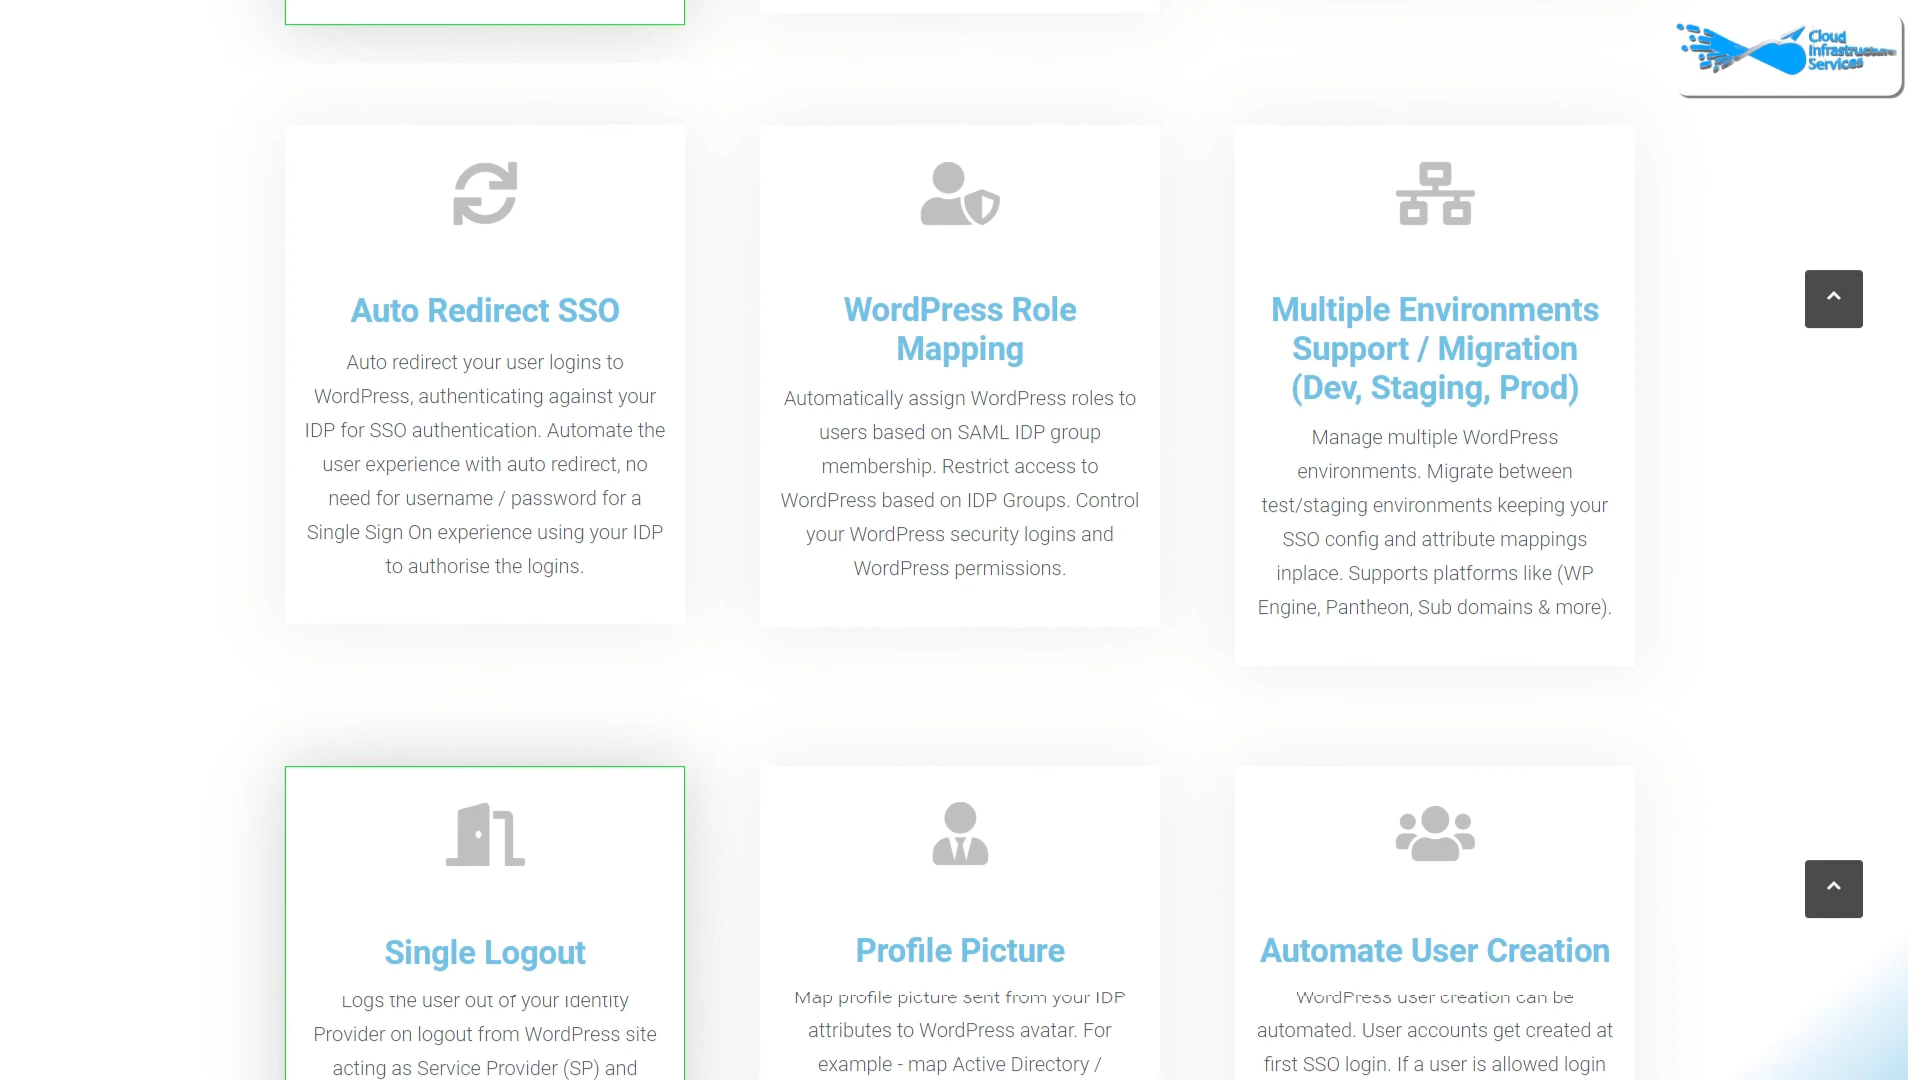 Cloud
Infrastructure
Services
Auto Redirect SSO
Auto redirect your user logins to
WordPress, authenticating against your
IDP for SSO authentication. Automate the
user experience with auto redirect, no
need for username / password for a
Single Sign On experience using your IDP
to authorise the logins.
WordPress Role
Mapping
Automatically assign WordPress roles to
users based on SAML IDP group
membership. Restrict access to
WordPress based on IDP Groups. Control
your WordPress security logins and
WordPress permissions.
Multiple Environments
Support / Migration
(Dev, Staging, Prod)
Manage multiple WordPress
environments. Migrate between
test/staging environments keeping your
SSO config and attribute mappings
inplace. Supports platforms like (WP
Engine, Pantheon, Sub domains & more).
Single Logout
Logs the user out of your Identity
Provider on logout from WordPress site
acting as Service Provider (SP) and
Profile Picture
Map profile picture sent from your IDP
attributes to WordPress avatar. For
example - map Active Directory /
Automate User Creation
WordPress user creation can be
automated. User accounts get created at
first SSO login. If a user is allowed login